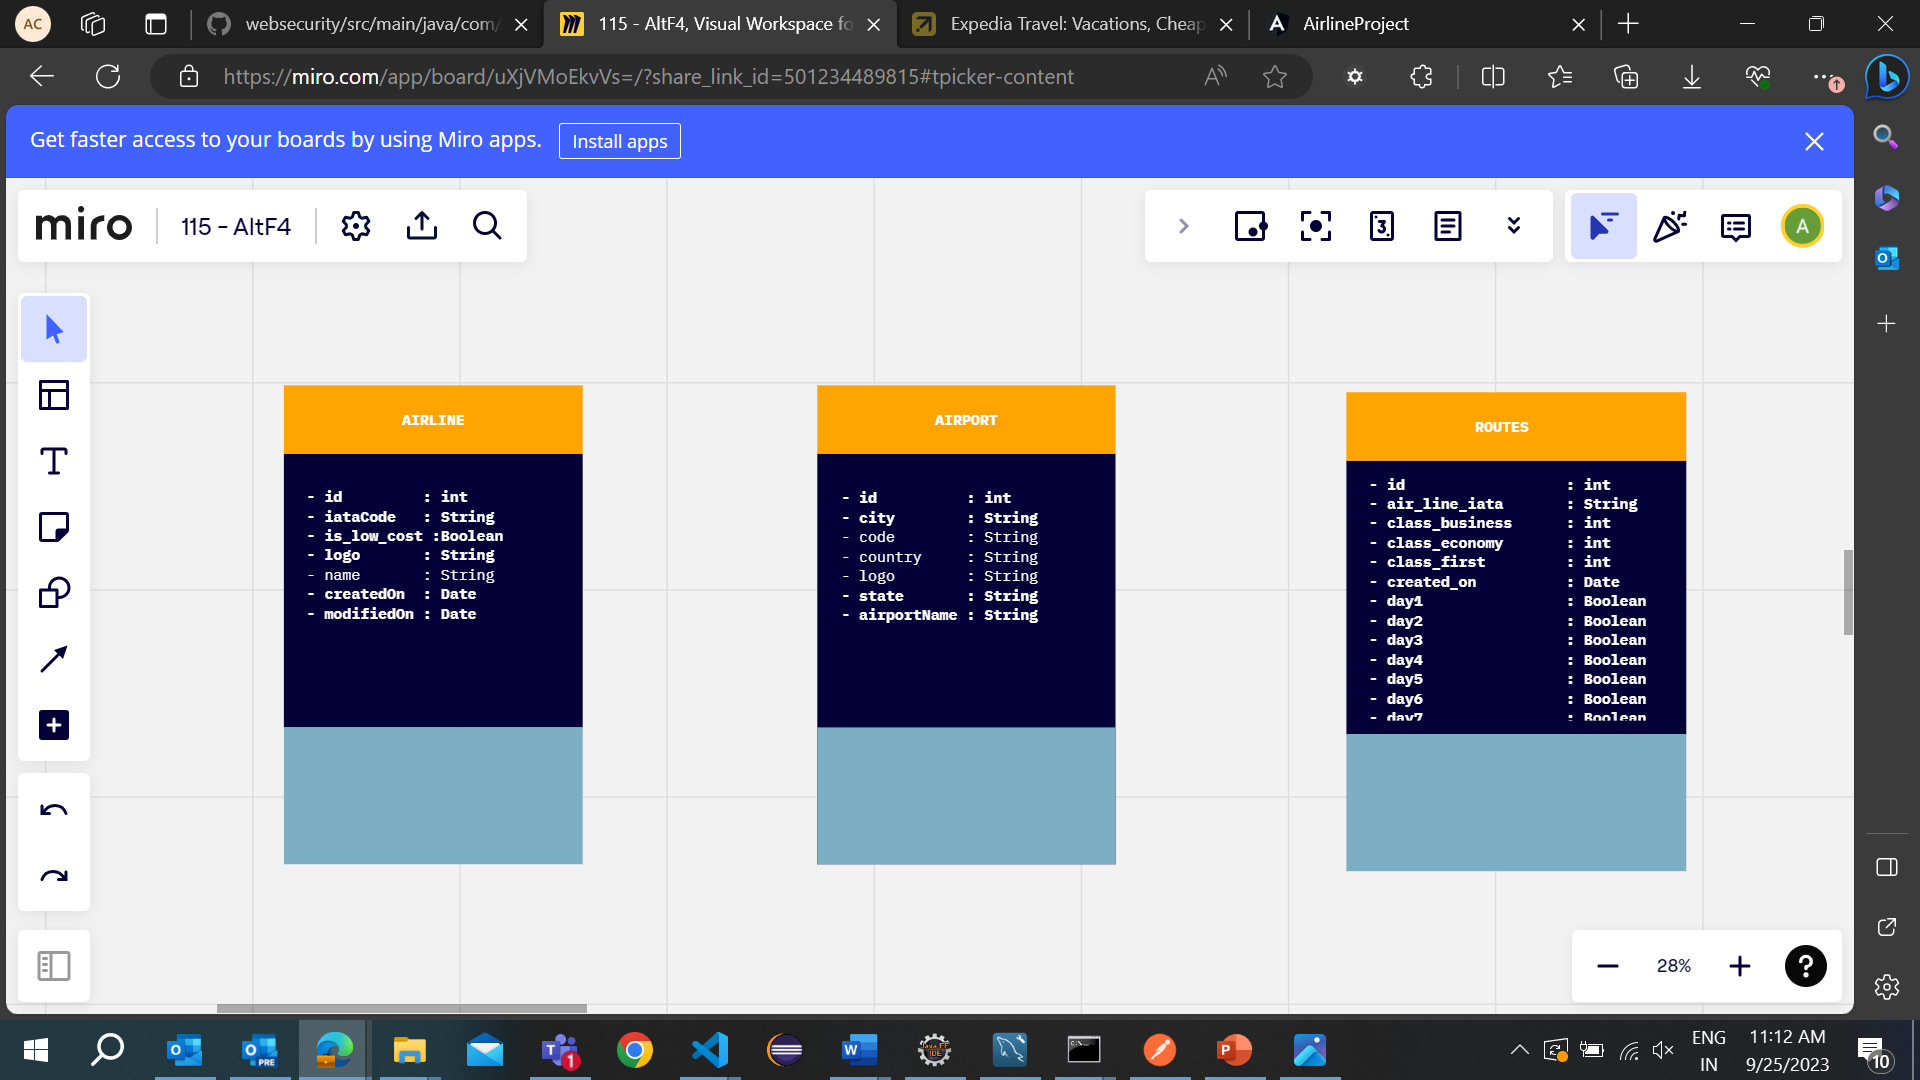 AC
websecurity/src/main/java/com/
115 - AltF4, Visual Workspace fo
Expedia Travel: Vacations, Cheap
AirlineProject
https://miro.com/app/board/uXjVMoEkvVs=/?share_link_id=501234489815#tpicker-content
Get faster access to your boards by using Miro apps.
Install apps
miro
115 - AltF4
3
A
AIRLINE
- id : int
- iataCode : String
- is_low_cost :Boolean
- logo : String
- name : String
- createdOn : Date
- modifiedOn : Date
AIRPORT
- id : int
- city : String
- code : String
- country : String
- logo : String
- state : String
- airportName : String
ROUTES
- id : int
- air_line_iata : String
- class_business : int
- class_economy : int
- class_first : int
- created_on : Date
- day1 : Boolean
- day2 : Boolean
- day3 : Boolean
- day4 : Boolean
- day5 : Boolean
- day6 : Boolean
- day7 : Boolean
28%
?
PRE
1
ENG
IN
11:12 AM
9/25/2023
10